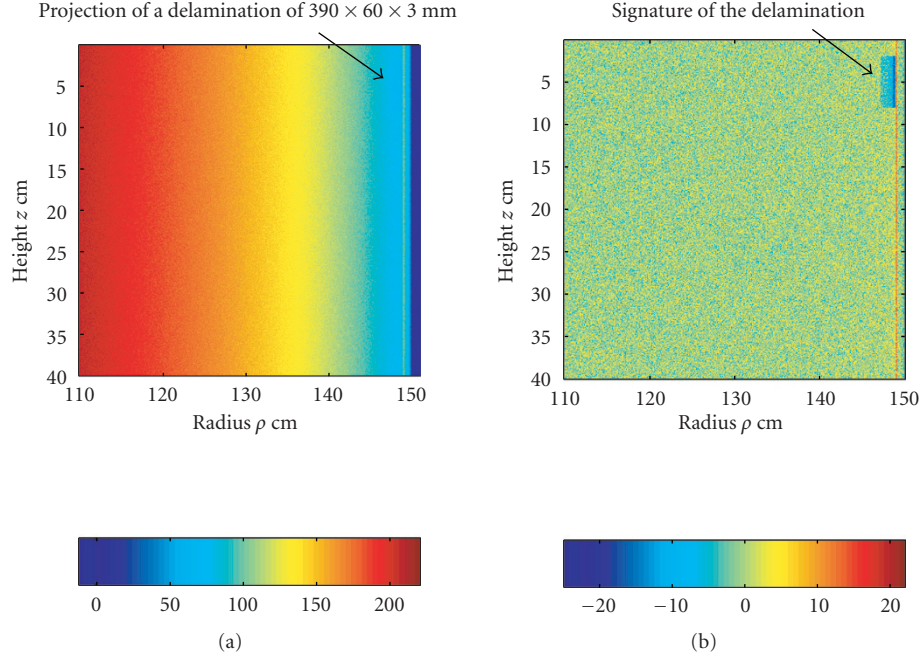 Projection of a delamination of 390 × 60 × 3 mm
5
10
15
20
25
30
35
40
Height z cm
110 120 130 140 150
Radius ρ cm
0 50 100 150 200
(a)
Signature of the delamination
5
10
15
20
25
30
35
40
Height z cm
110 120 130 140 150
Radius ρ cm
−20 −10 0 10 20
(b)